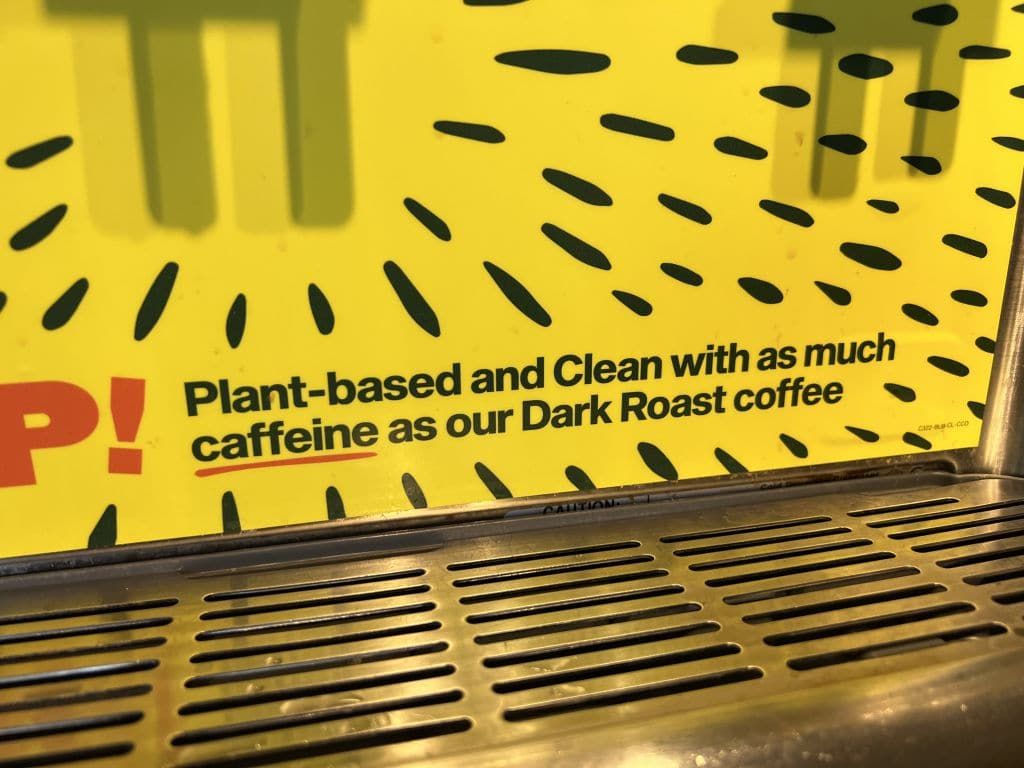 P!
Plant-based and Clean with as much
caffeine as our Dark Roast coffee
CAUTION: